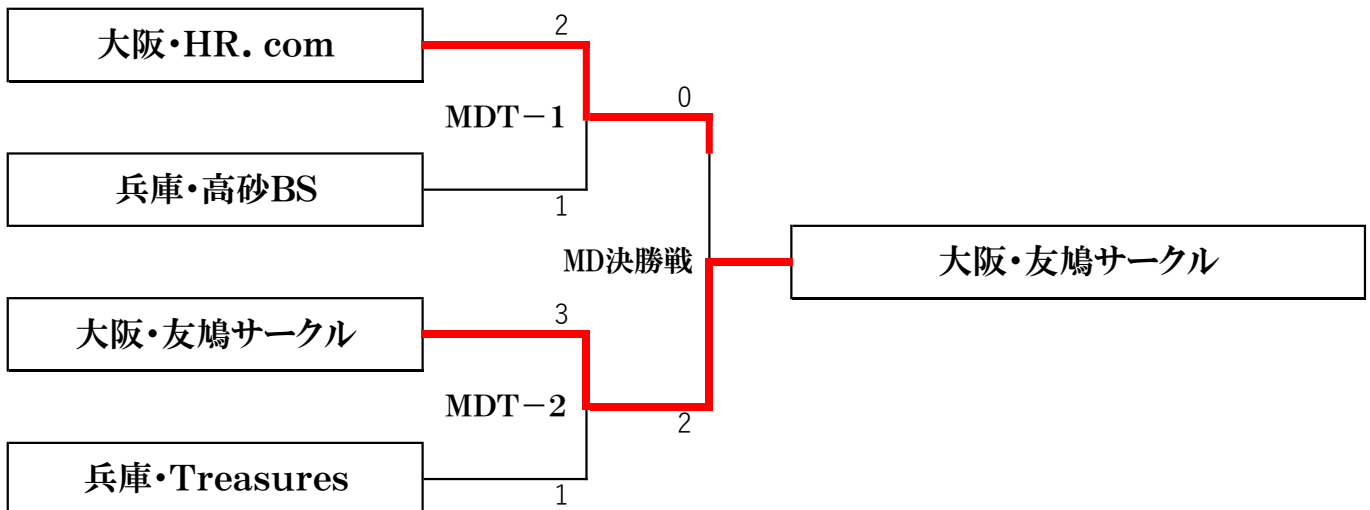 大阪・HR．com
2
MDT－1
0
兵庫・高砂BS
1
MD決勝戦
大阪・友鳩サークル
大阪・友鳩サークル
3
MDT－2
2
兵庫・Treasures
1